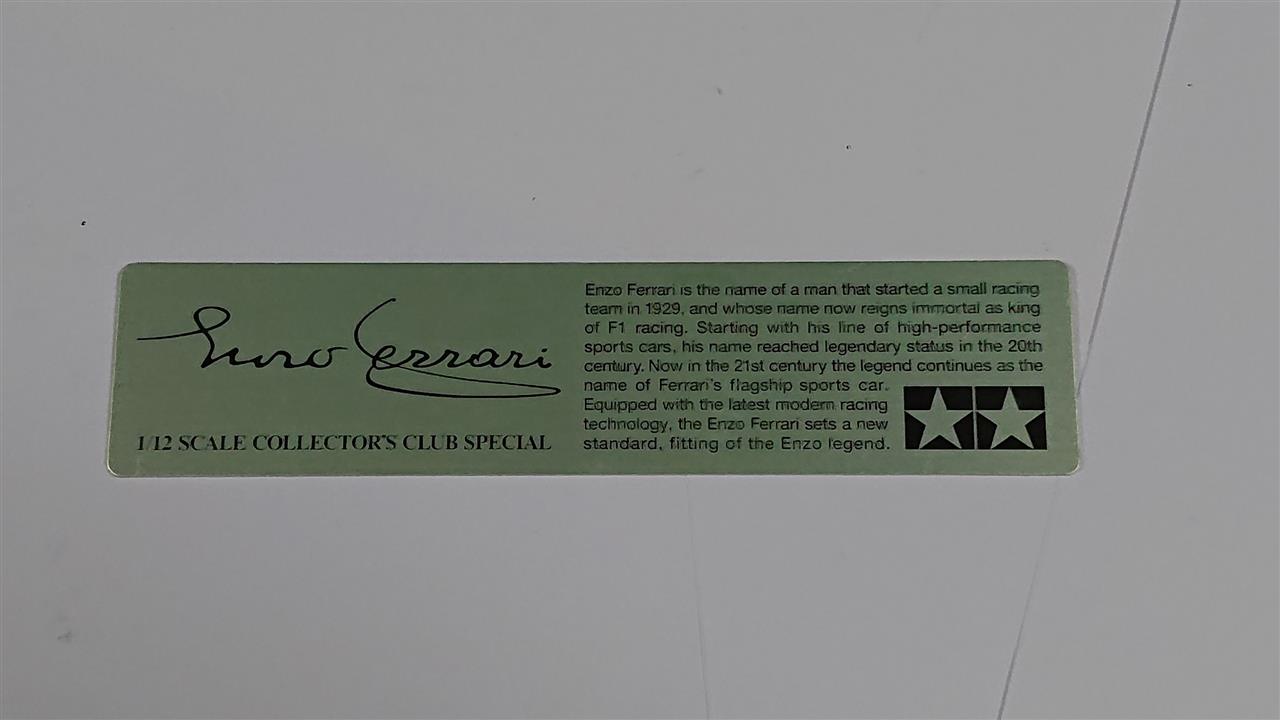 Enzo Ferrari
1/12 SCALE COLLECTOR'S CLUB SPECIAL
Enzo Ferrari is the name of a man that started a small racing
team in 1929, and whose name now reigns immortal as king
of F1 racing. Starting with his line of high-performance
sports cars, his name reached legendary status in the 20th
century. Now in the 21st century the legend continues as the
name of Ferrari's flagship sports car.
Equipped with the latest modern racing
technology, the Enzo Ferrari sets a new
standard, fitting of the Enzo legend.